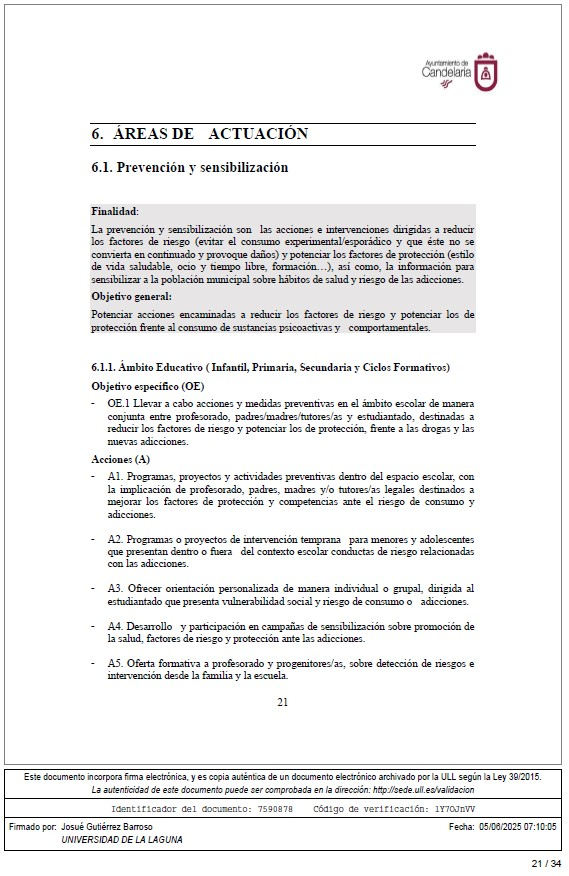 Ayuntamiento de
Candelaria
6. ÁREAS DE ACTUACIÓN
6.1. Prevención y sensibilización
Finalidad:
La prevención y sensibilización son las acciones e intervenciones dirigidas a reducir
los factores de riesgo (evitar el consumo experimental/esporádico y que éste no se
convierta en continuado y provoque daños) y potenciar los factores de protección (estilo
de vida saludable, ocio y tiempo libre, formación…), así como, la información para
sensibilizar a la población municipal sobre hábitos de salud y riesgo de las adicciones.
Objetivo general:
Potenciar acciones encaminadas a reducir los factores de riesgo y potenciar los de
protección frente al consumo de sustancias psicoactivas y comportamentales.
6.1.1. Ámbito Educativo ( Infantil, Primaria, Secundaria y Ciclos Formativos)
Objetivo específico (OE)
- OE.1 Llevar a cabo acciones y medidas preventivas en el ámbito escolar de manera
conjunta entre profesorado, padres/madres/tutores/as y estudiantado, destinadas a
reducir los factores de riesgo y potenciar los de protección, frente a las drogas y las
nuevas adicciones.
Acciones (A)
- A1. Programas, proyectos y actividades preventivas dentro del espacio escolar, con
la implicación de profesorado, padres, madres y/o tutores/as legales destinados a
mejorar los factores de protección y competencias ante el riesgo de consumo y
adicciones.
- A2. Programas o proyectos de intervención temprana para menores y adolescentes
que presentan dentro o fuera del contexto escolar conductas de riesgo relacionadas
con las adicciones.
- A3. Ofrecer orientación personalizada de manera individual o grupal, dirigida al
estudiantado que presenta vulnerabilidad social y riesgo de consumo o adicciones.
- A4. Desarrollo y participación en campañas de sensibilización sobre promoción de
la salud, factores de riesgo y protección ante las adicciones.
- A5. Oferta formativa a profesorado y progenitores/as, sobre detección de riesgos e
intervención desde la familia y la escuela.
21
Este documento incorpora firma electrónica, y es copia auténtica de un documento electrónico archivado por la ULL según la Ley 39/2015.
La autenticidad de este documento puede ser comprobada en la dirección: http://sede.ull.es/validacion
Identificador del documento: 7590878 Código de verificación: 1Y7OJnVV
Firmado por: Josué Gutiérrez Barroso Fecha: 05/06/2025 07:10:05
UNIVERSIDAD DE LA LAGUNA
21 / 34